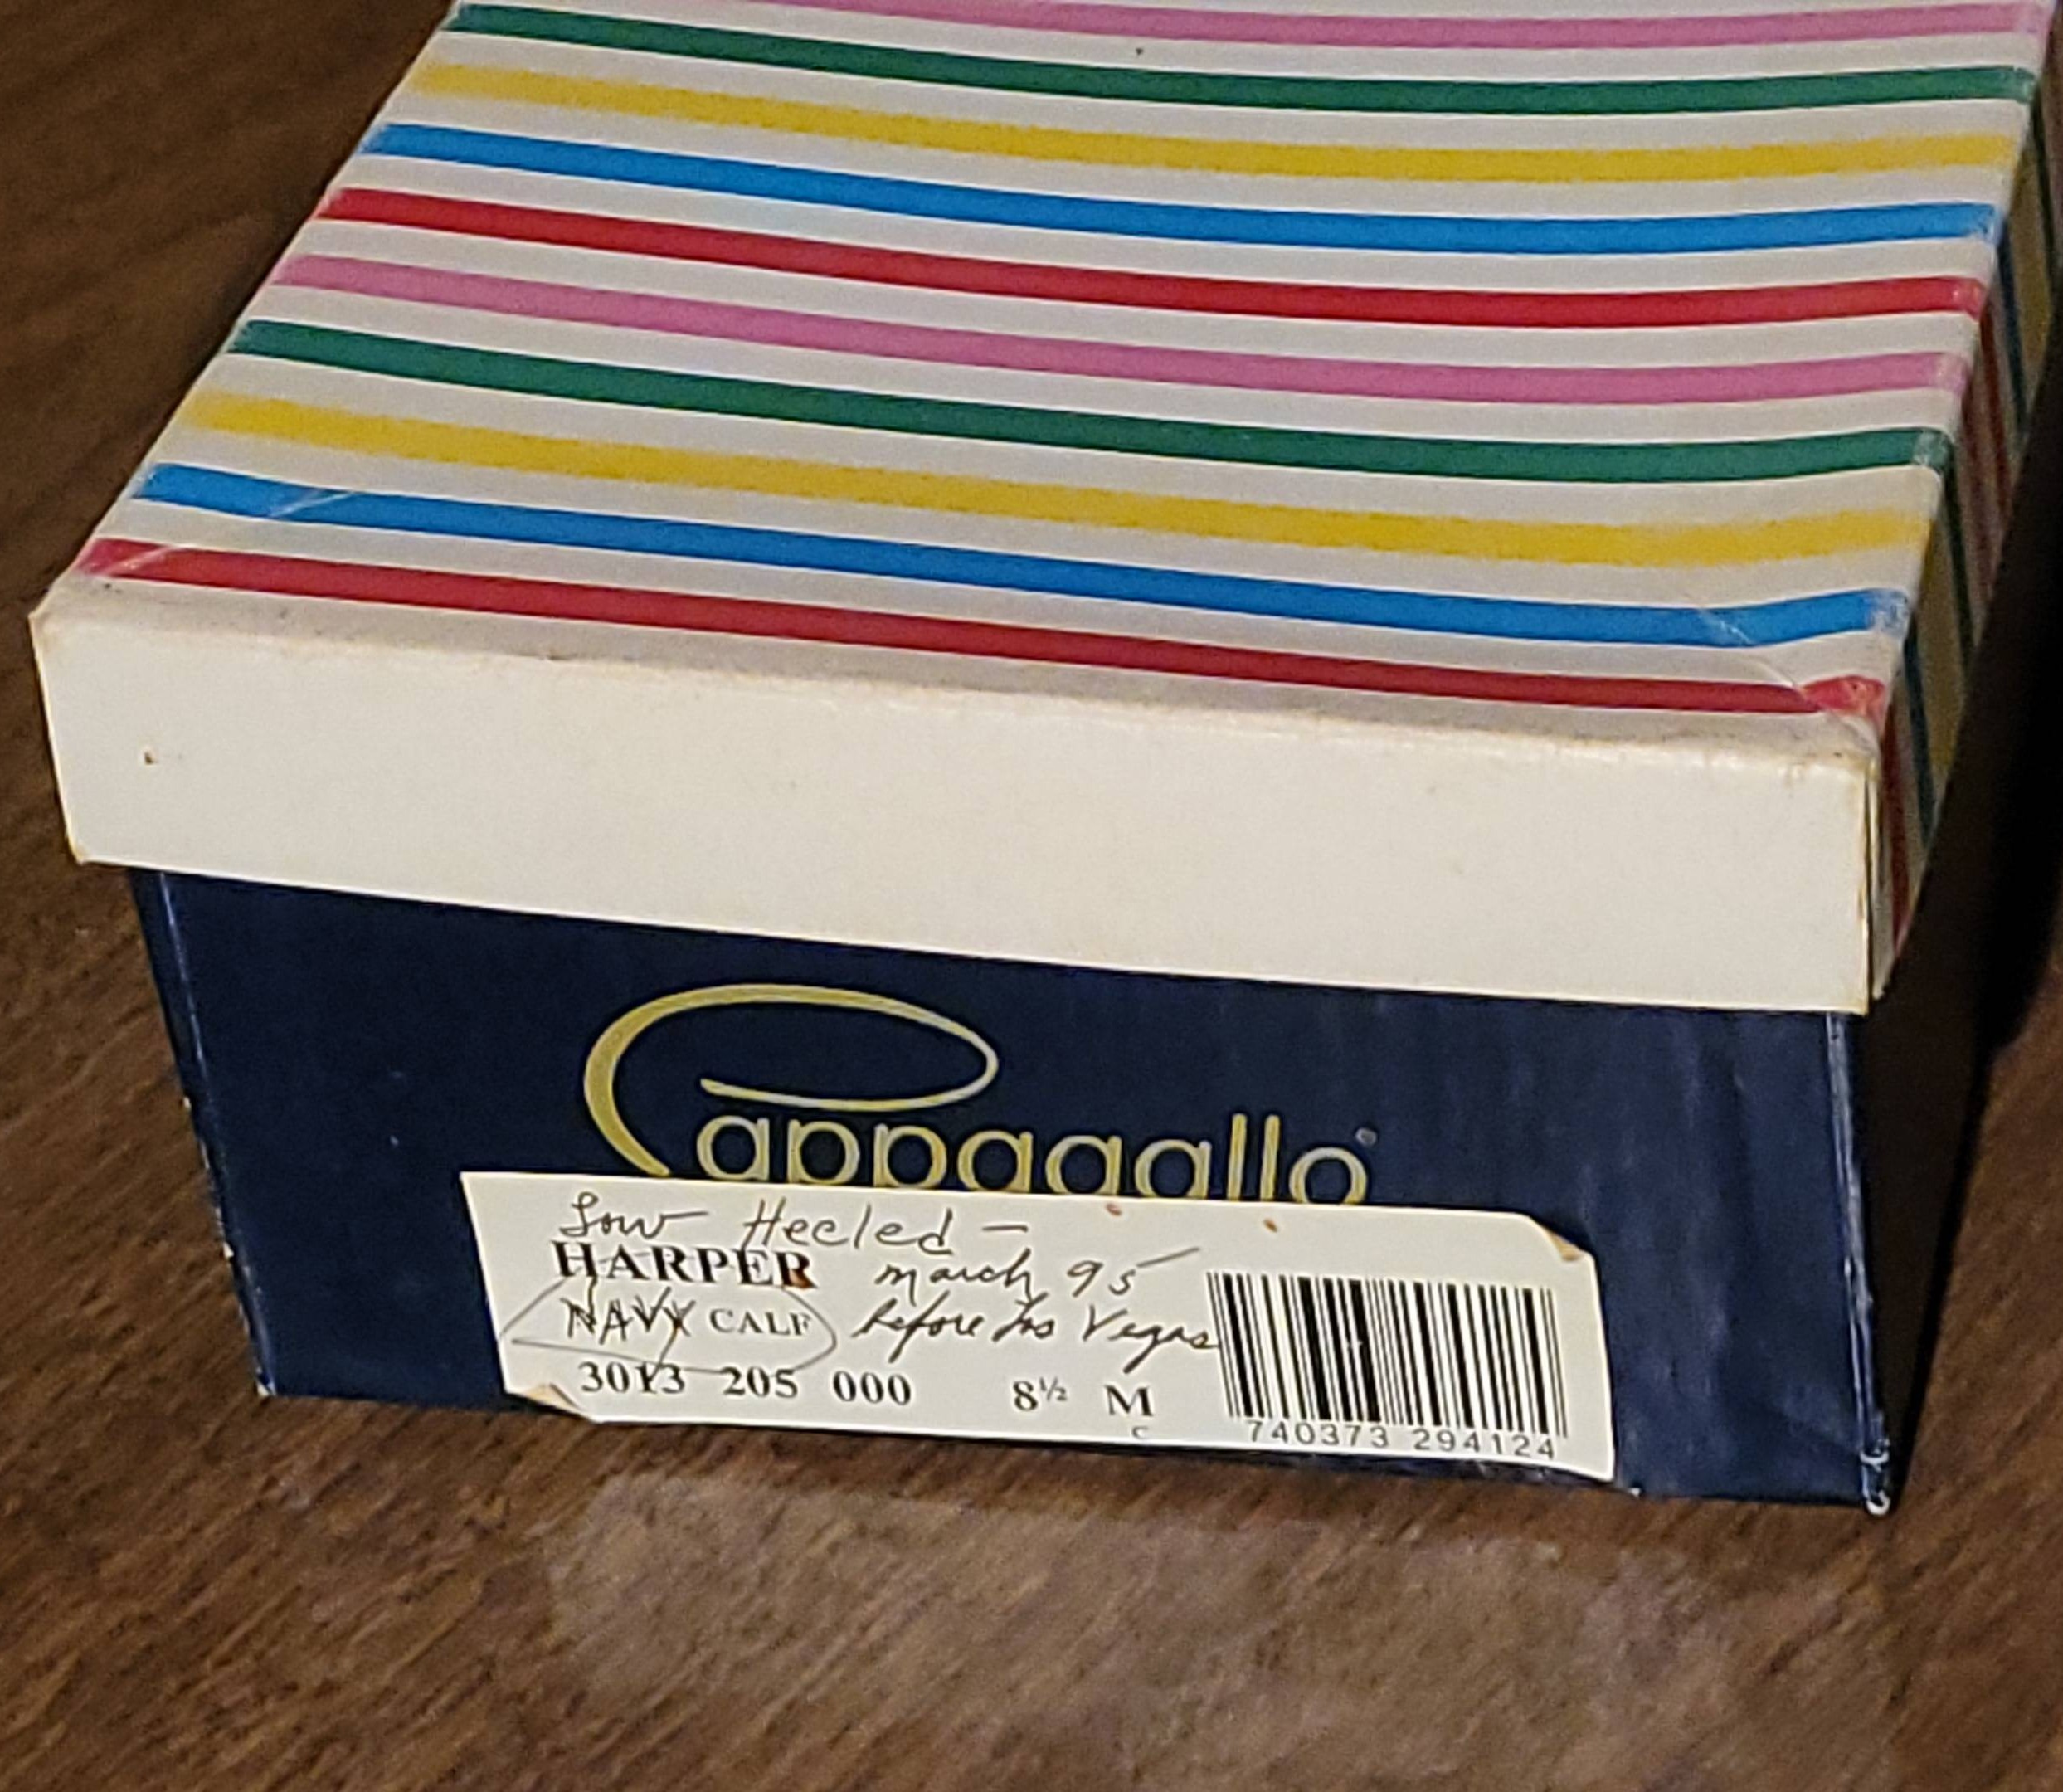 Cappagallo
Low Heeled -
HARPER march 95
NAVY CALF before Las Vegas
3013 205 000 8½ M
C
740373 294124